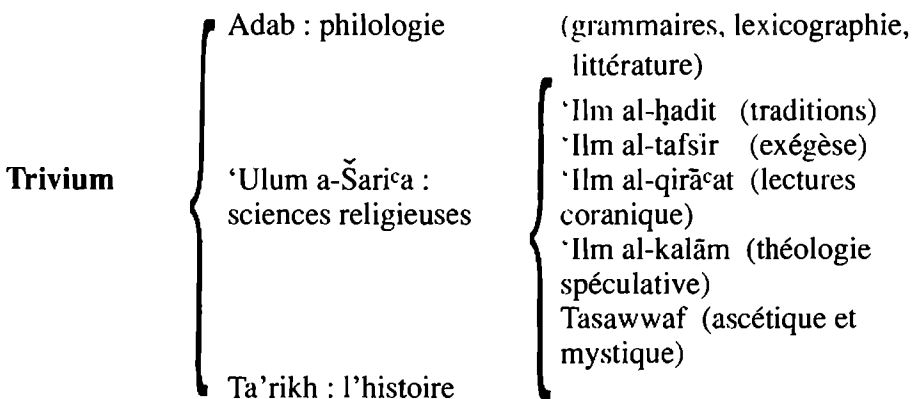 Adab : philologie (grammaires, lexicographie,
littérature)
‘Ilm al-ḥadit (traditions)
‘Ilm al-tafsir (exégèse)
Trivium ‘Ulum a-Šariᶜa : ‘Ilm al-qirāᶜat (lectures
sciences religieuses coranique)
‘Ilm al-kalām (théologie
spéculative)
Tasawwaf (ascétique et
mystique)
Ta’rikh : l’histoire